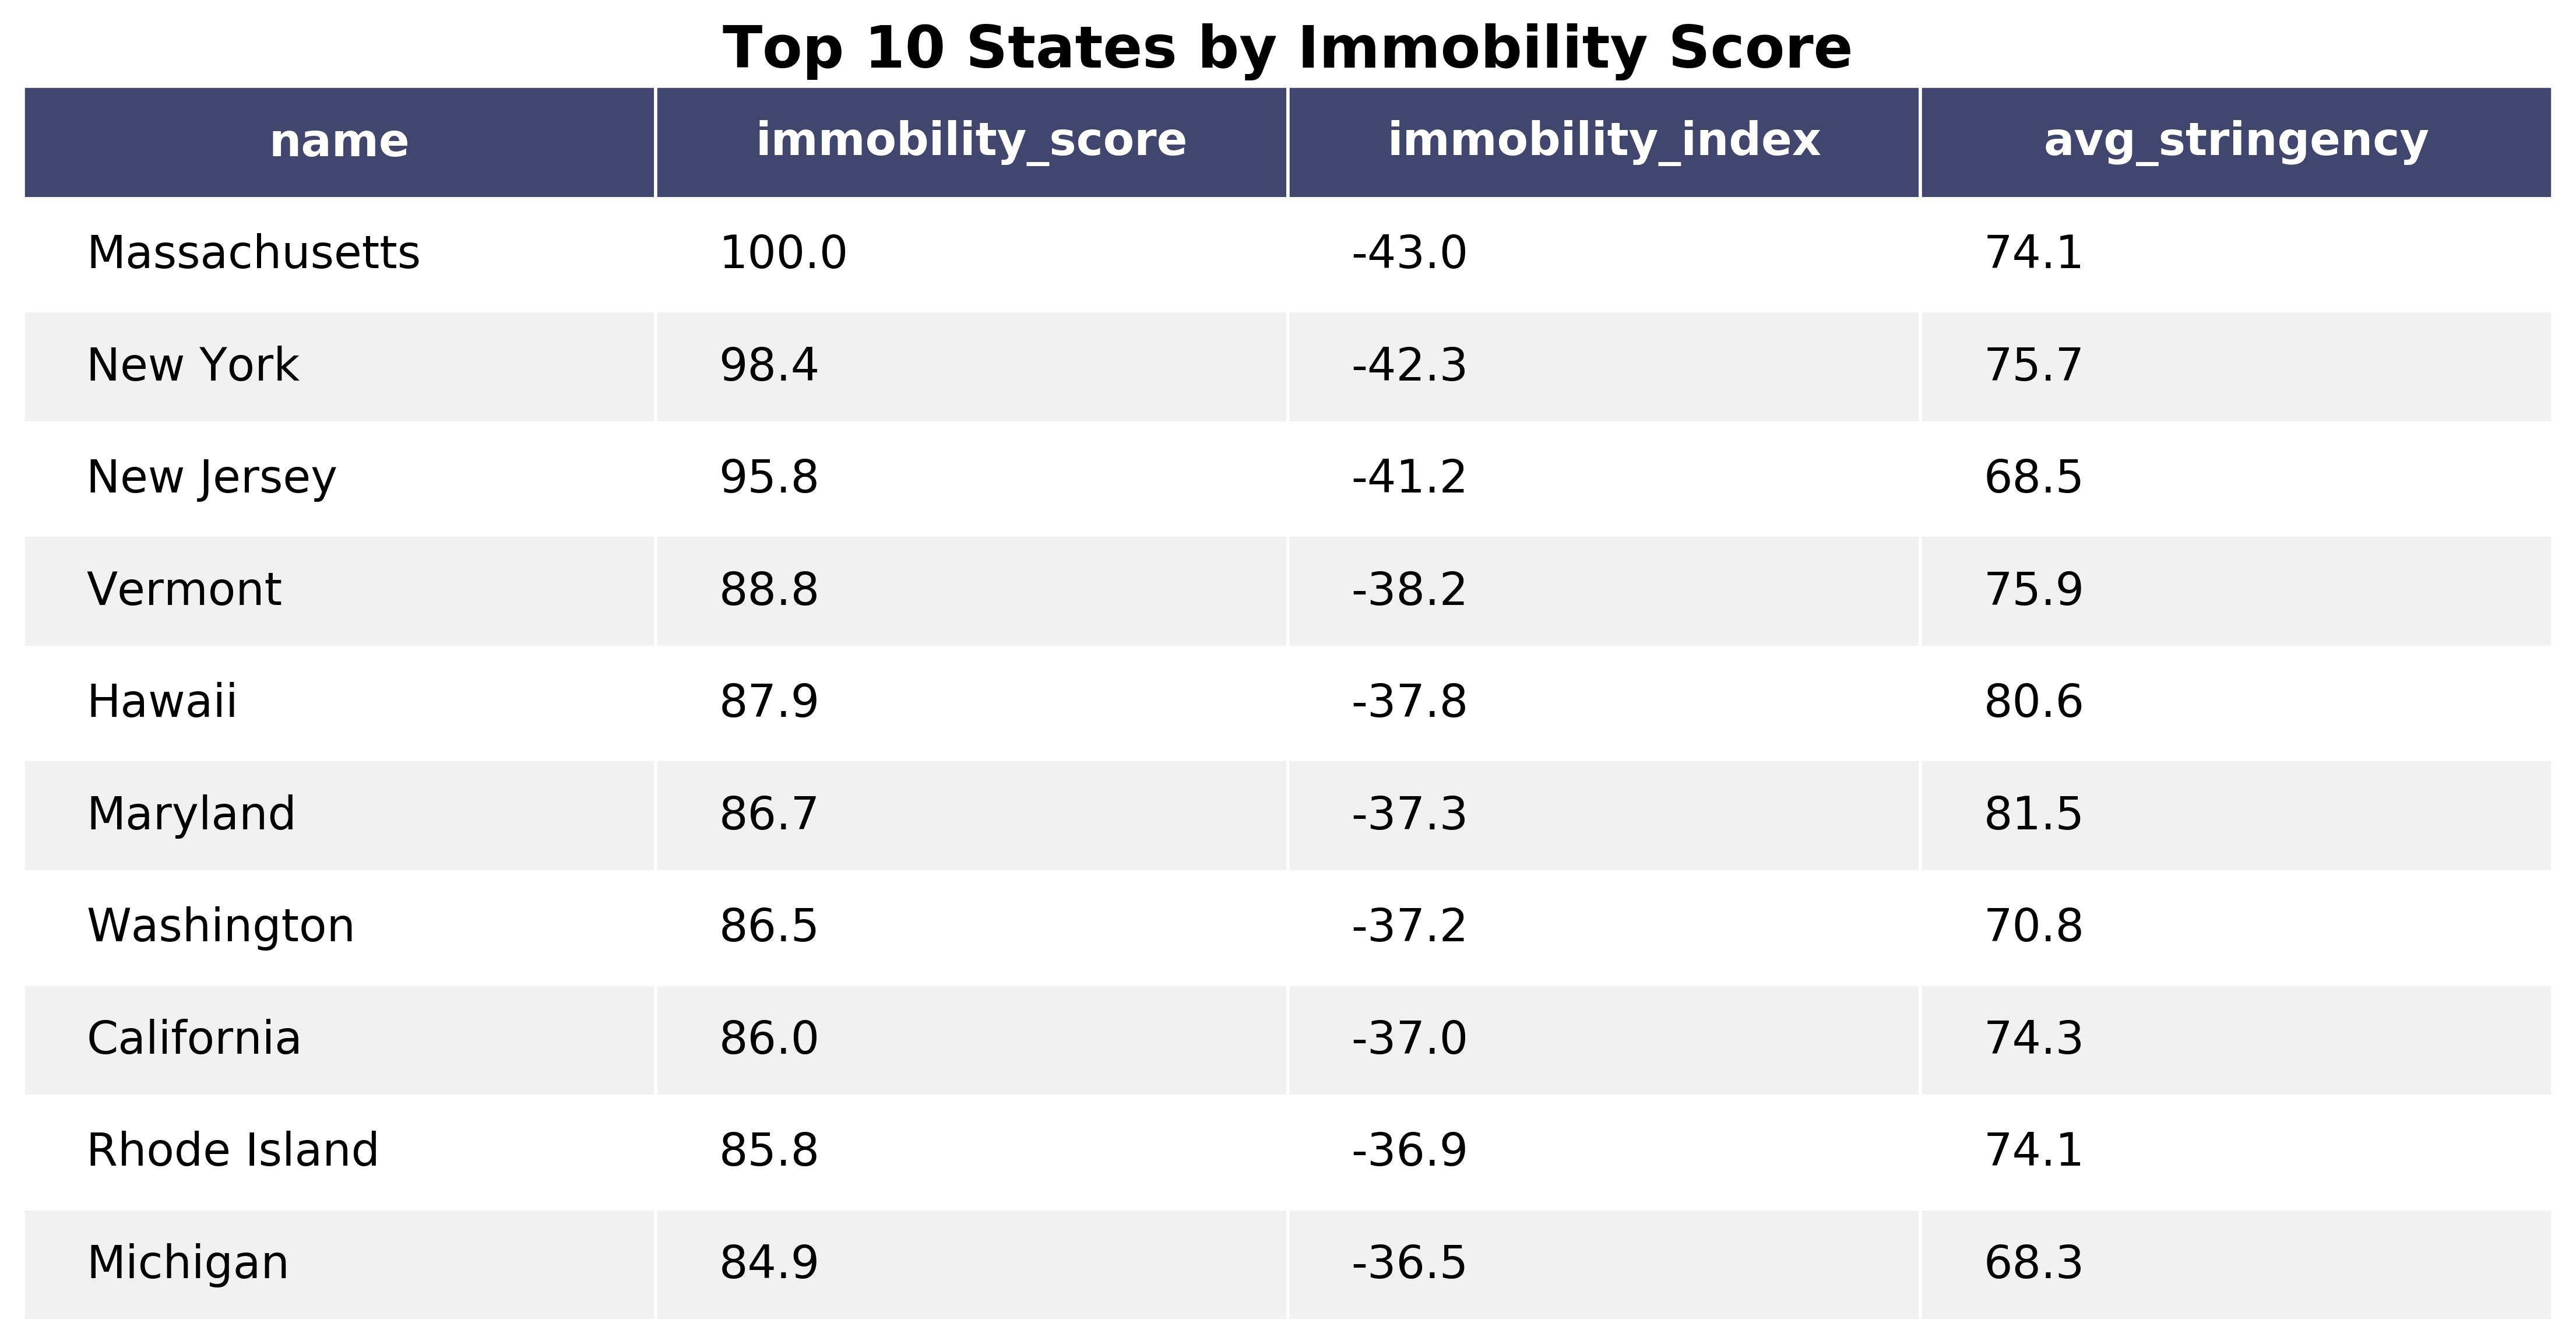 Top 10 States by Immobility Score
name immobility_score immobility_index avg_stringency
Massachusetts 100.0 -43.0 74.1
New York 98.4 -42.3 75.7
New Jersey 95.8 -41.2 68.5
Vermont 88.8 -38.2 75.9
Hawaii 87.9 -37.8 80.6
Maryland 86.7 -37.3 81.5
Washington 86.5 -37.2 70.8
California 86.0 -37.0 74.3
Rhode Island 85.8 -36.9 74.1
Michigan 84.9 -36.5 68.3